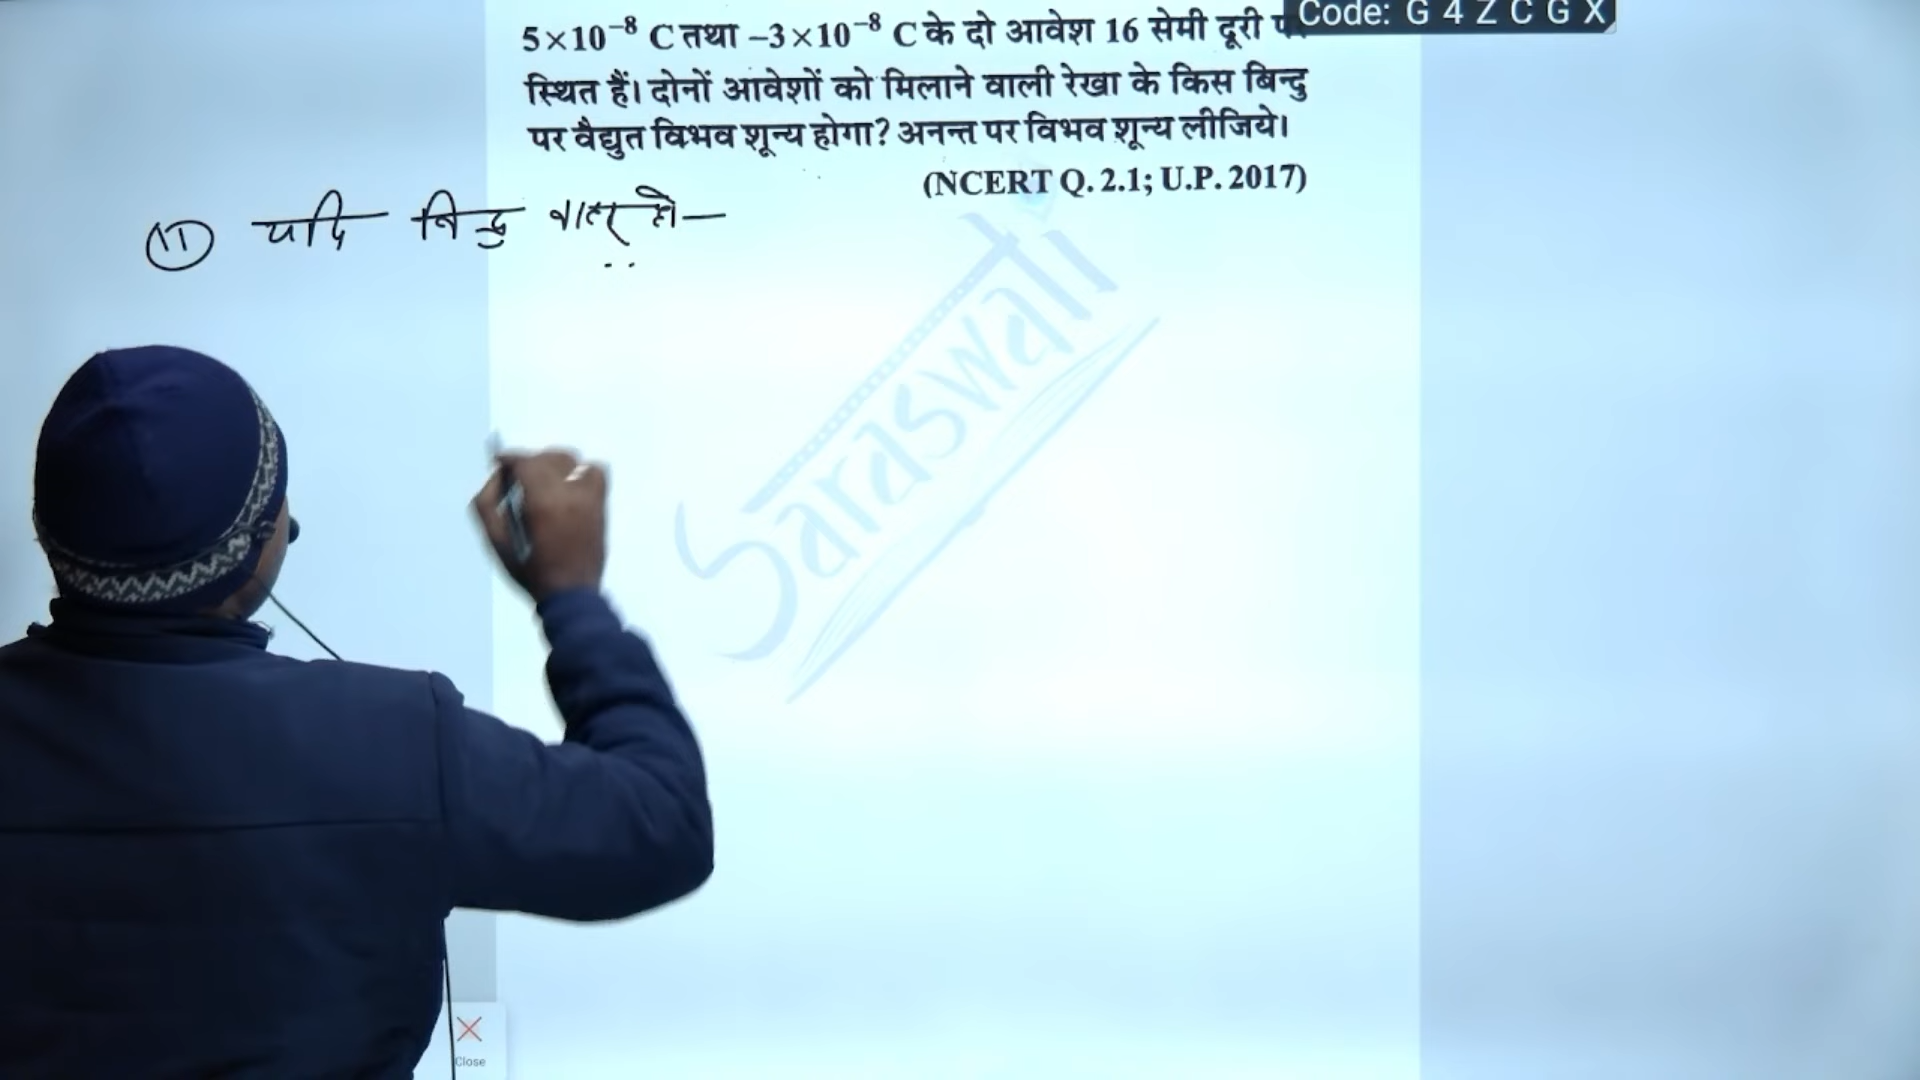 Code: G 4 Z C G X
5×10⁻⁸ C तथा –3×10⁻⁸ C के दो आवेश 16 सेमी दूरी
स्थित हैं। दोनों आवेशों को मिलाने वाली रेखा के किस बिन्दु
पर वैद्युत विभव शून्य होगा? अनन्त पर विभव शून्य लीजिये।
(NCERT Q. 2.1; U.P. 2017)
यदि बिन्दु बाहर हो—
Saraswati
Close